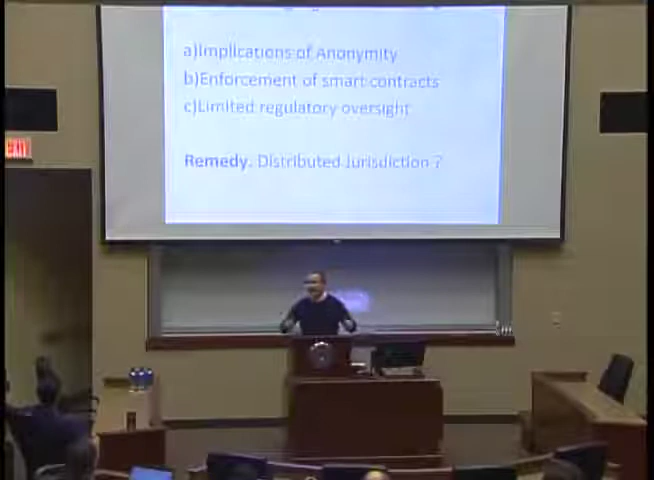 a)Implications of Anonymity
b)Enforcement of smart contracts
c)Limited regulatory oversight
Remedy. Distributed Jurisdiction ?
EXIT